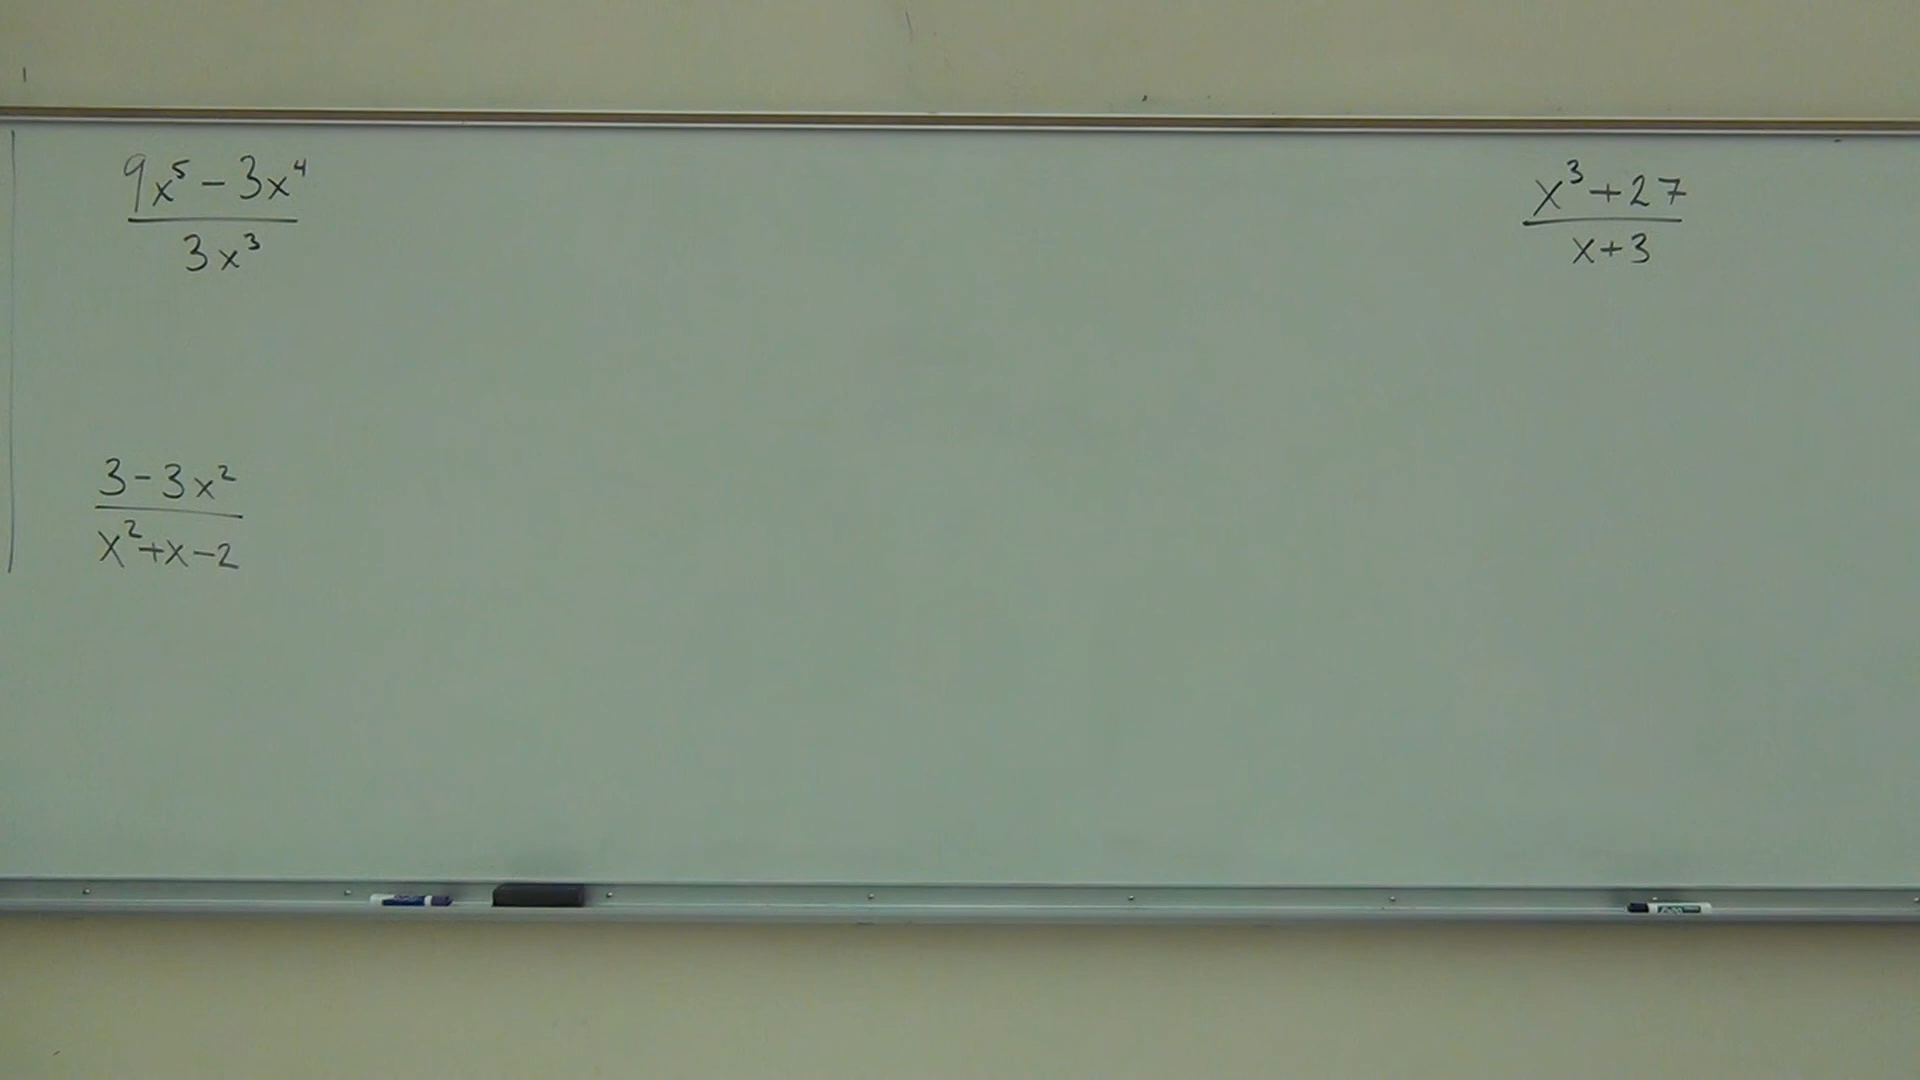 9x⁵ - 3x⁴
3x³
x³ + 27
x + 3
3 - 3x²
x² + x - 2